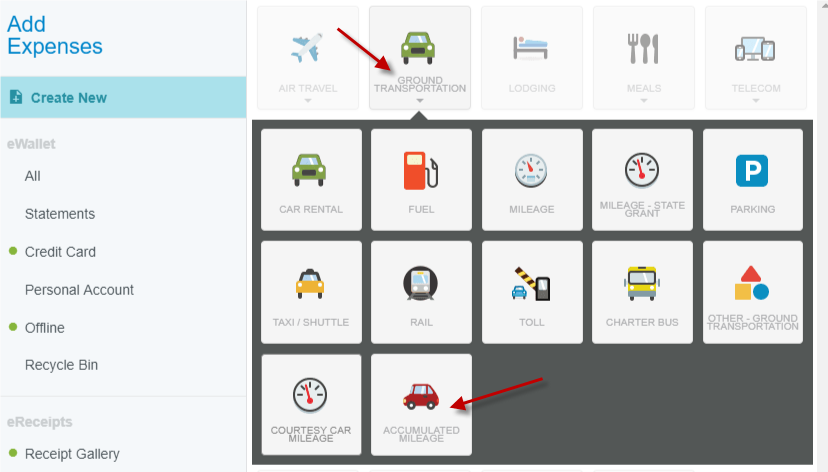 Add
Expenses
Create New
eWallet
All
Statements
Credit Card
Personal Account
Offline
Recycle Bin
eReceipts
Receipt Gallery
AIR TRAVEL
GROUND
TRANSPORTATION
LODGING
MEALS
TELECOM
CAR RENTAL
FUEL
MILEAGE
MILEAGE - STATE
GRANT
P
PARKING
TAXI / SHUTTLE
RAIL
TOLL
CHARTER BUS
OTHER - GROUND
TRANSPORTATION
COURTESY CAR
MILEAGE
ACCUMULATED
MILEAGE